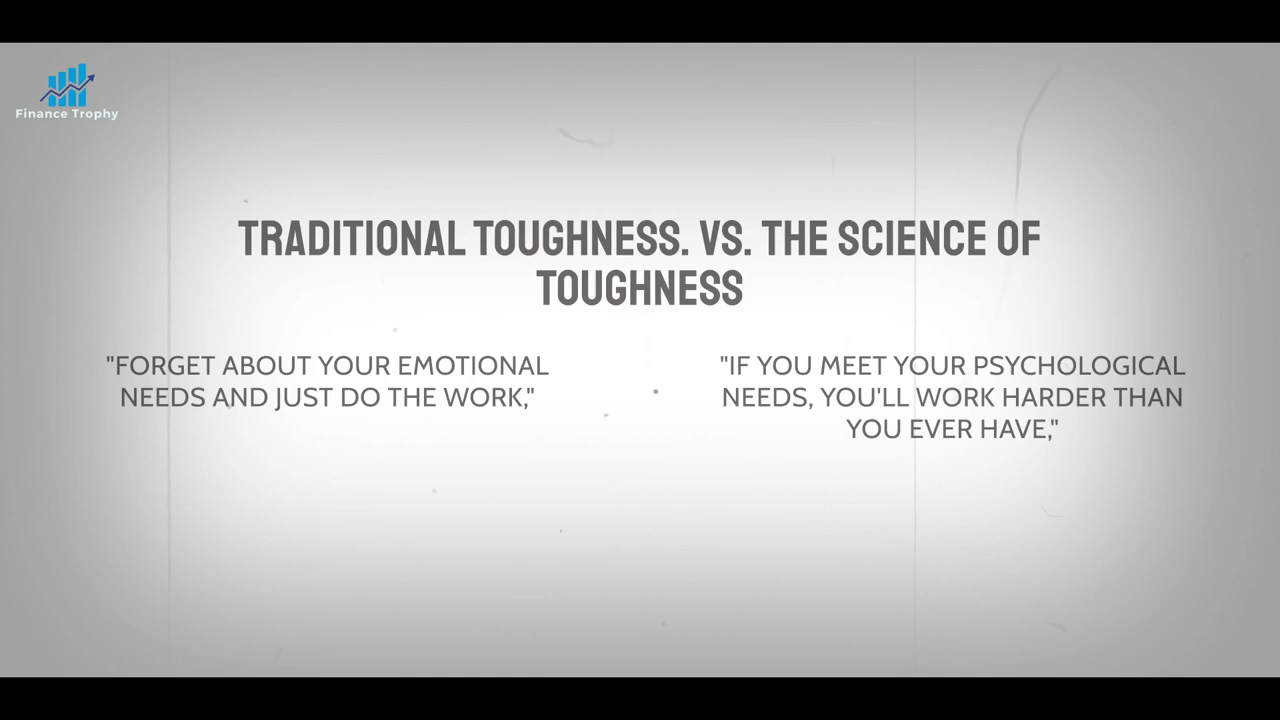 Finance Trophy
TRADITIONAL TOUGHNESS. VS. THE SCIENCE OF
TOUGHNESS
"FORGET ABOUT YOUR EMOTIONAL
NEEDS AND JUST DO THE WORK,"
"IF YOU MEET YOUR PSYCHOLOGICAL
NEEDS, YOU'LL WORK HARDER THAN
YOU EVER HAVE,"